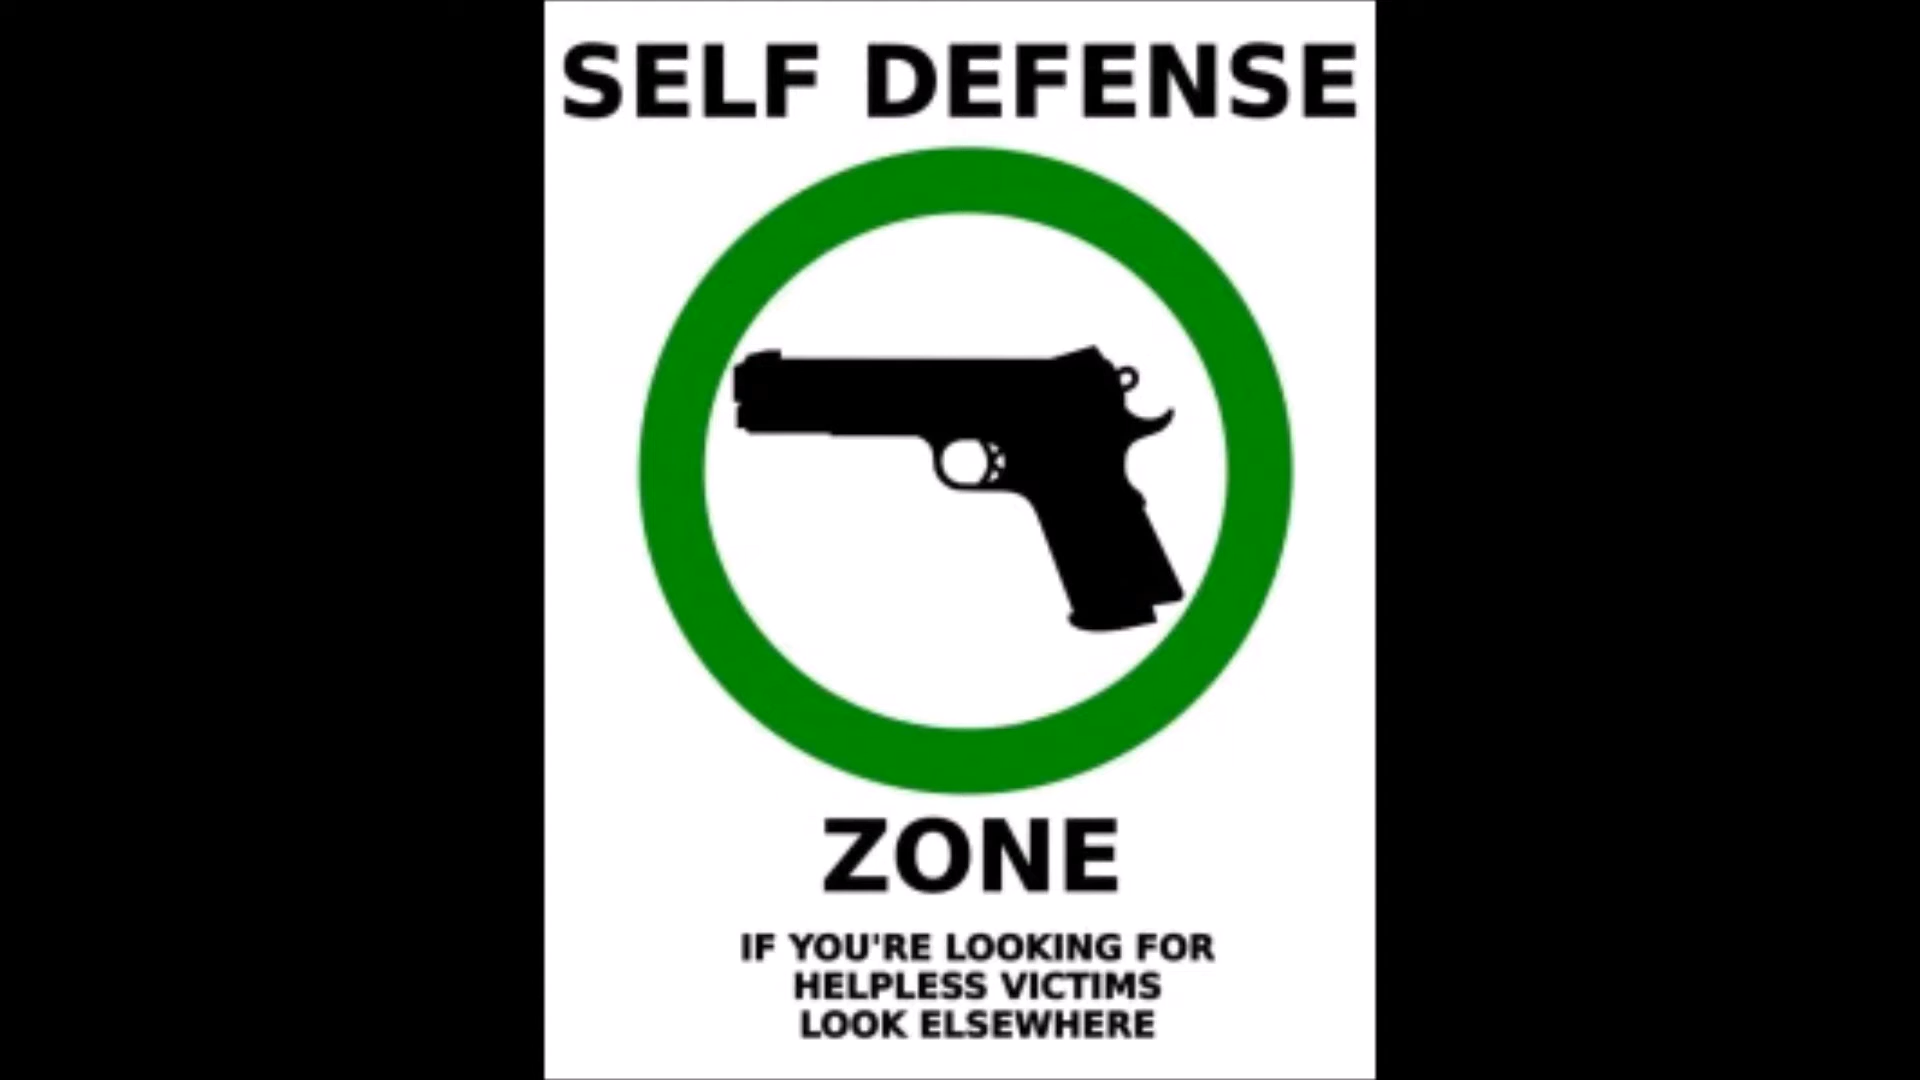 SELF DEFENSE
ZONE
IF YOU'RE LOOKING FOR
HELPLESS VICTIMS
LOOK ELSEWHERE